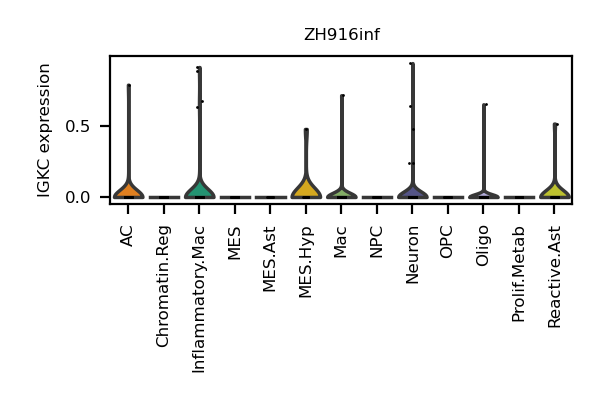 ZH916inf
IGKC expression
0.5
0.0
AC
Chromatin.Reg
Inflammatory.Mac
MES
MES.Ast
MES.Hyp
Mac
NPC
Neuron
OPC
Oligo
Prolif.Metab
Reactive.Ast